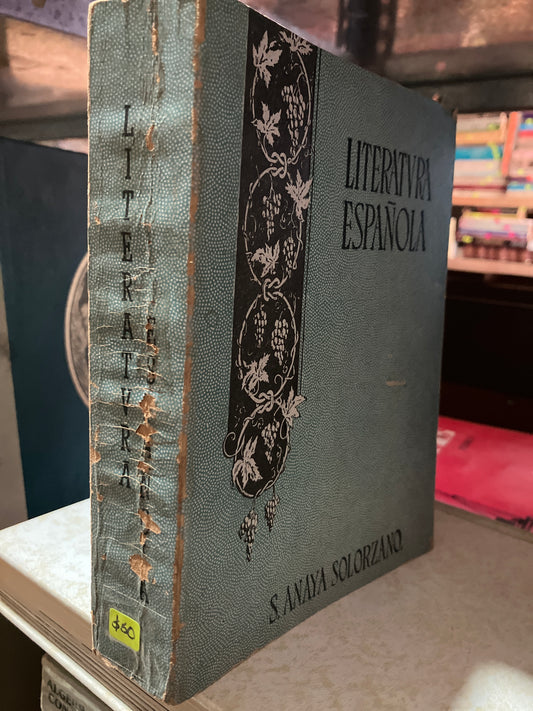 LITERATVRA
ESPAÑOLA
S. ANAYA SOLORZANO.
LITERATVRA
$60